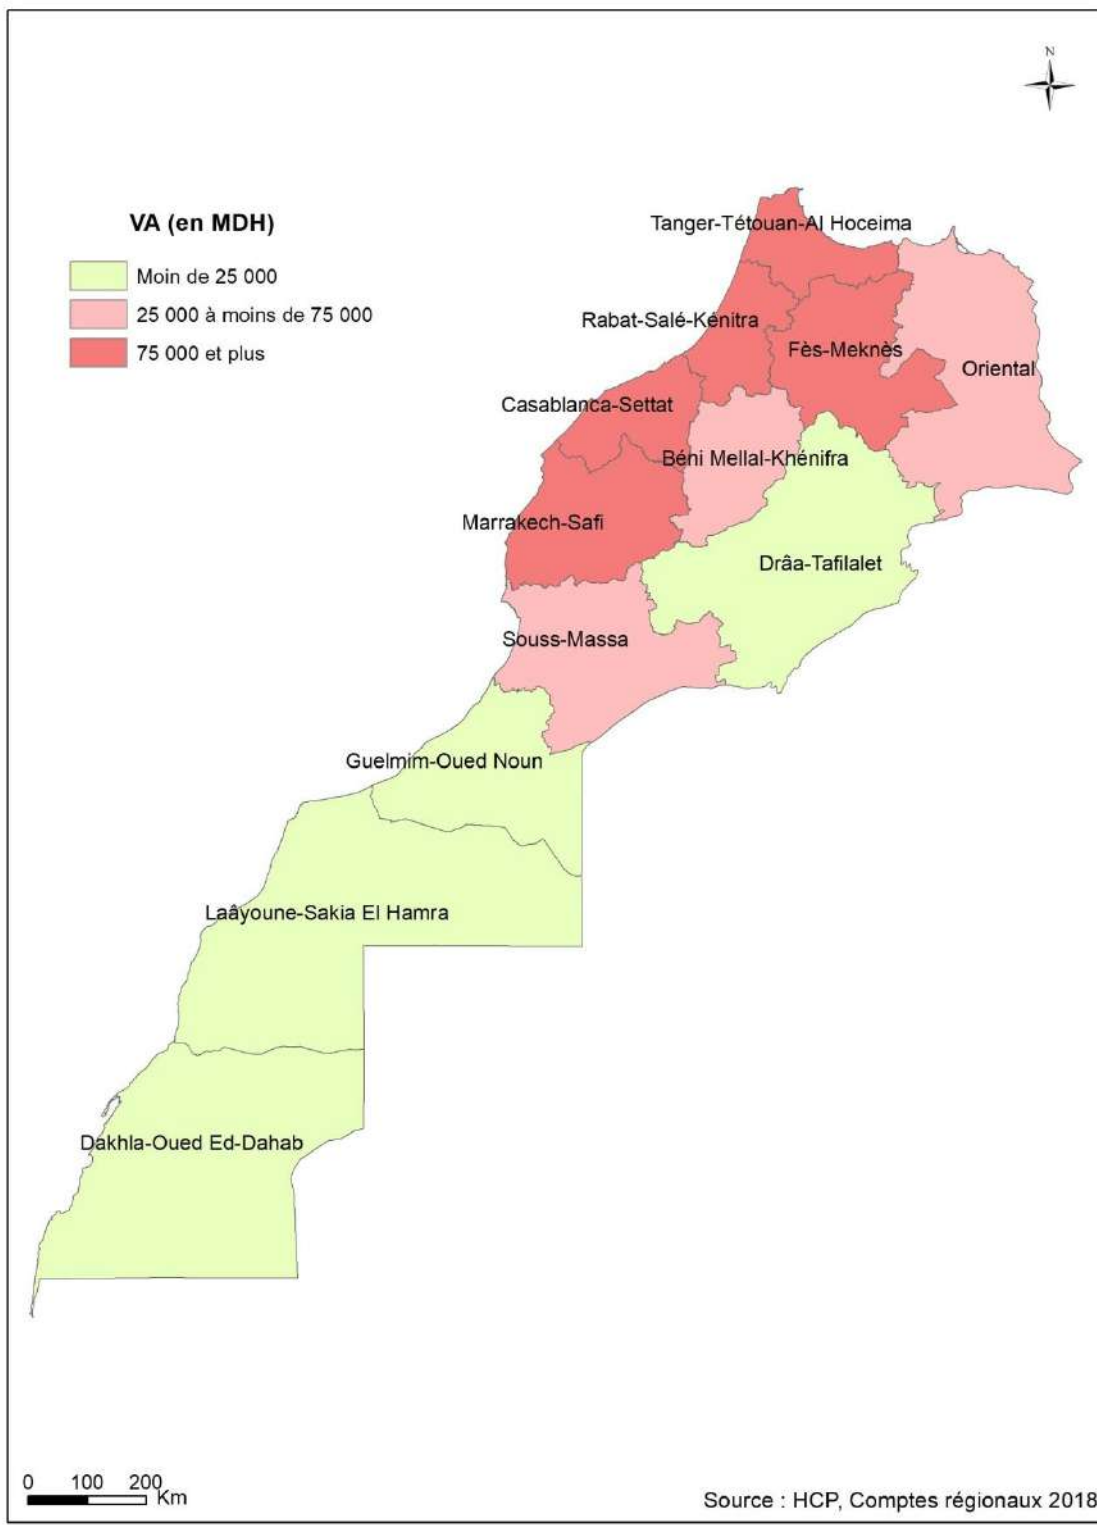 N
VA (en MDH)
Moin de 25 000
25 000 à moins de 75 000
75 000 et plus
Tanger-Tétouan-Al Hoceima
Rabat-Salé-Kénitra
Fès-Meknès
Oriental
Casablanca-Settat
Béni Mellal-Khénifra
Marrakech-Safi
Drâa-Tafilalet
Souss-Massa
Guelmim-Oued Noun
Laâyoune-Sakia El Hamra
Dakhla-Oued Ed-Dahab
0 100 200
Km
Source : HCP, Comptes régionaux 2018